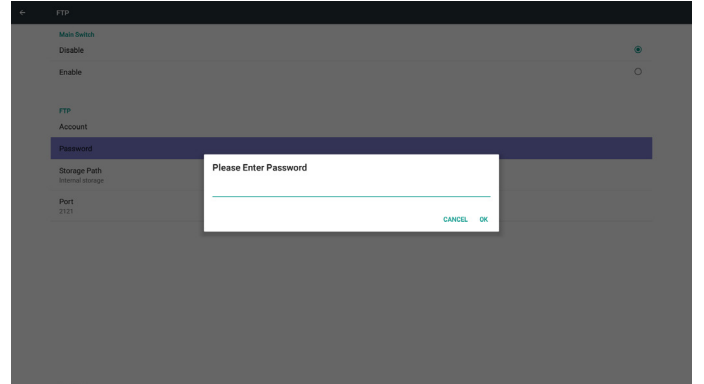 FTP
Main Switch
Disable
Enable
FTP
Account
Password
Storage Path
Internal storage
Port
2121
Please Enter Password
CANCEL OK